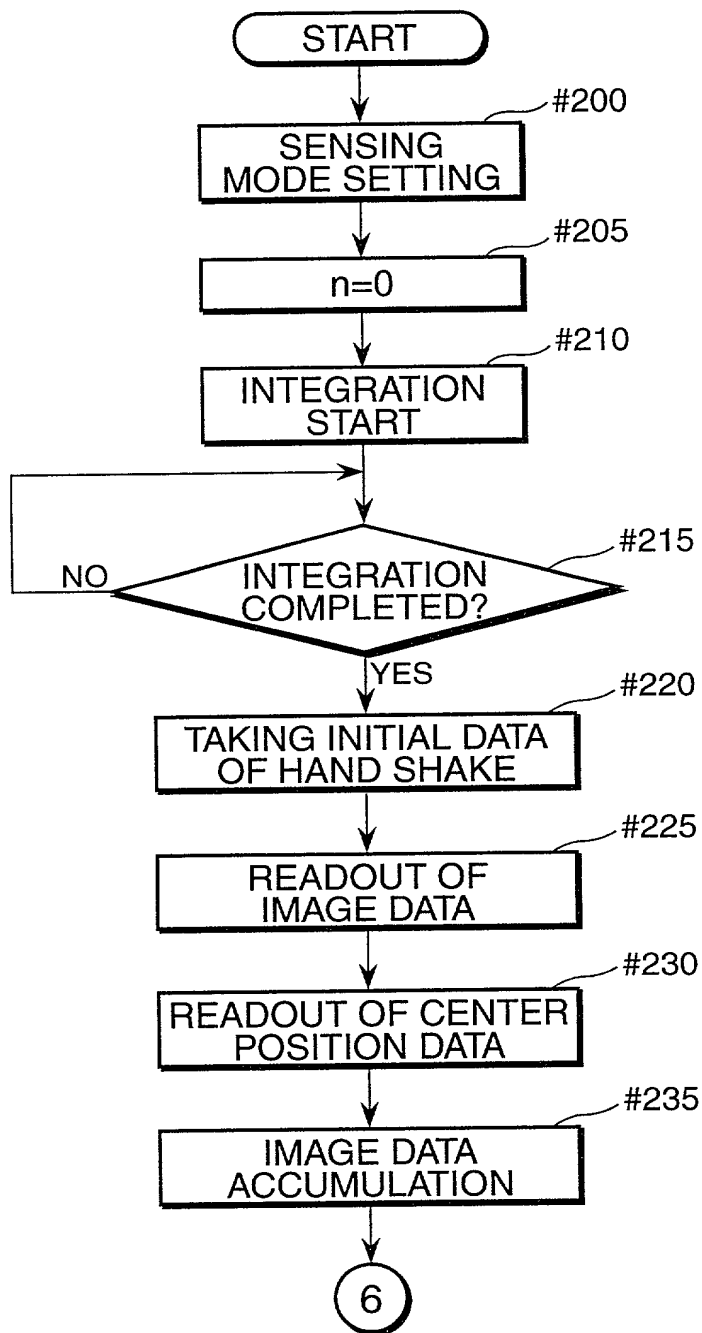 START
#200
SENSING
MODE SETTING
#205
n=0
#210
INTEGRATION
START
#215
INTEGRATION
COMPLETED?
NO
YES
#220
TAKING INITIAL DATA
OF HAND SHAKE
#225
READOUT OF
IMAGE DATA
#230
READOUT OF CENTER
POSITION DATA
#235
IMAGE DATA
ACCUMULATION
6